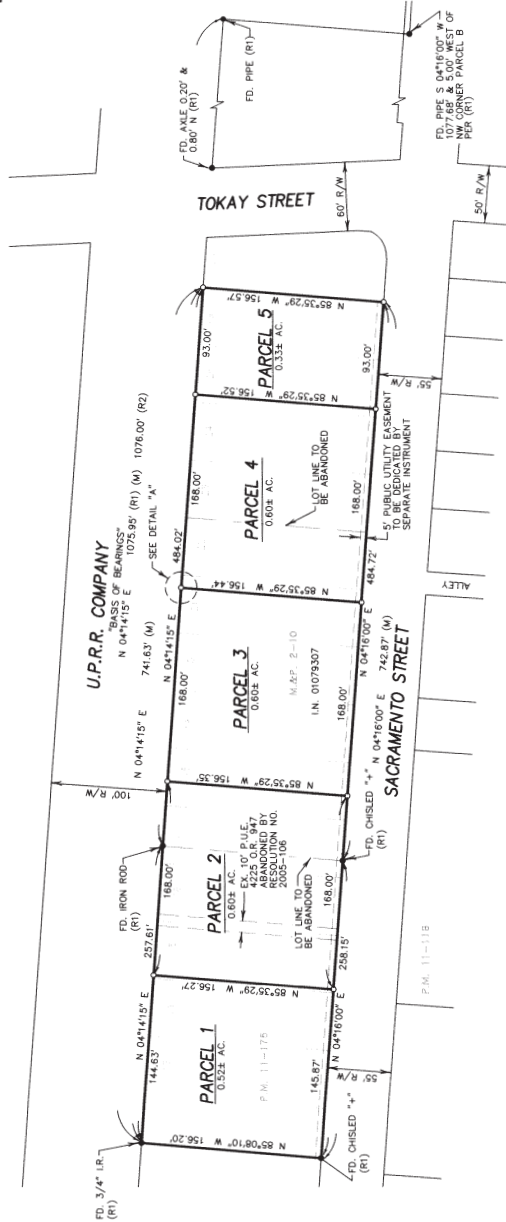 U.P.R.R. COMPANY
"BASIS OF BEARINGS"
N 04°14'15" E
1075.95' (R1) (M)
1076.00' (R2)
741.63' (M)
N 04°14'15" E
N 04°14'15" E
N 04°14'15" E
SEE DETAIL "A"
100' R/W
FD. IRON ROD
(R1)
FD. 3/4" I.R.
(R1)
257.61'
484.02'
144.63'
168.00'
168.00'
168.00'
93.00'
PARCEL 1
0.52± AC.
P.M. 11-175
PARCEL 2
0.60± AC.
EX. 10' P.U.E.
4225 O.R. 947
ABANDONED BY
RESOLUTION NO.
2005-106
LOT LINE TO
BE ABANDONED
PARCEL 3
0.60± AC.
M.&P. 2-10
I.N. 01079307
PARCEL 4
0.60± AC.
LOT LINE TO
BE ABANDONED
PARCEL 5
0.33± AC.
N 85°08'10" W 156.20'
N 85°35'29" W 156.27'
N 85°35'29" W 156.35'
N 85°35'29" W 156.44'
N 85°35'29" W 156.52'
N 85°35'29" W 156.57'
145.87'
168.00'
168.00'
168.00'
93.00'
N 04°16'00" E
258.15'
N 04°16'00" E
484.72'
N 04°16'00" E
742.87' (M)
FD. CHISLED "+"
(R1)
FD. CHISLED "+"
(R1)
SACRAMENTO STREET
P.M. 11-118
55' R/W
55' R/W
ALLEY
5' PUBLIC UTILITY EASEMENT
TO BE DEDICATED BY
SEPARATE INSTRUMENT
TOKAY STREET
60' R/W
50' R/W
FD. AXLE 0.20' &
0.80' N (R1)
FD. PIPE (R1)
FD. PIPE S 04°16'00" W
1077.68' & 5.00' WEST OF
NW CORNER PARCEL B
PER (R1)